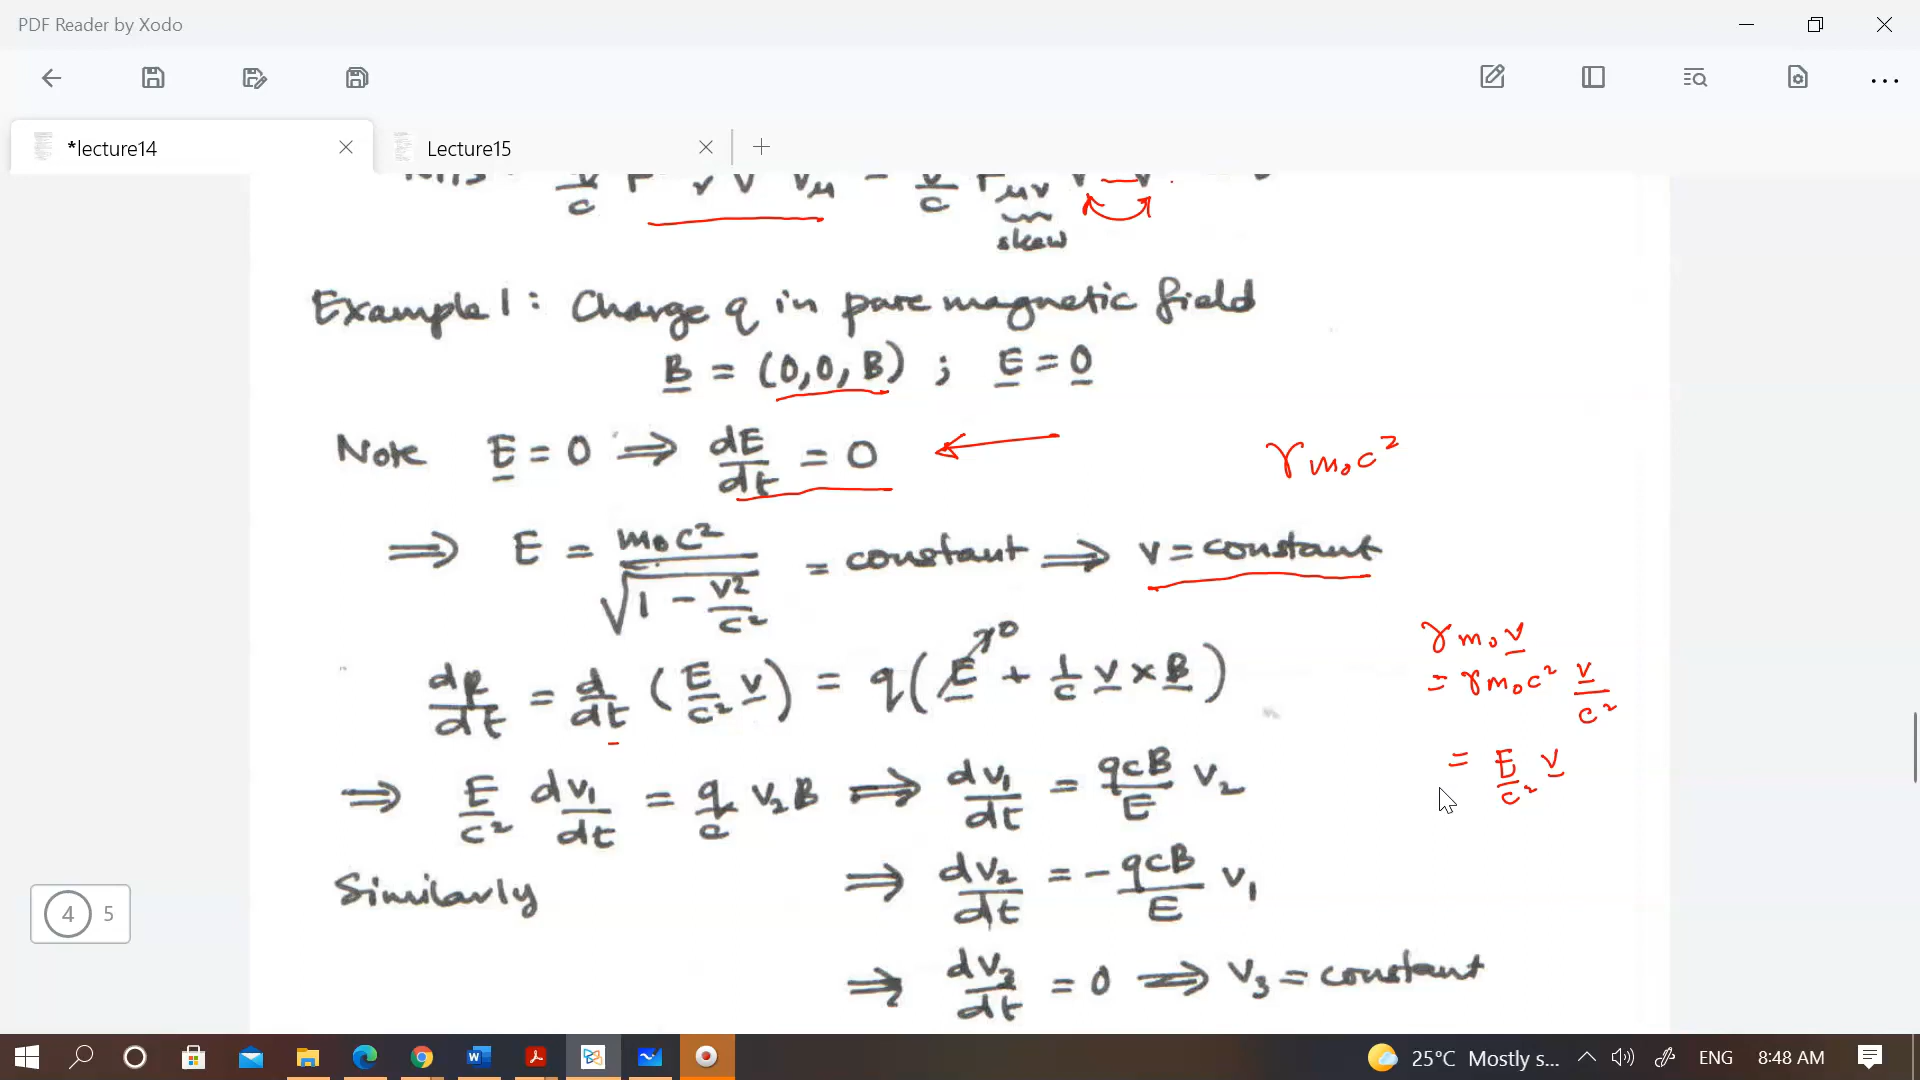 PDF Reader by Xodo
*lecture14
Lecture15
skew
Example 1: Charge q in pure magnetic field
B = (0,0,B) ; E = 0
Note E = 0 ⟹ dE/dt = 0
γm₀c²
⟹ E = m₀c²/√(1 - v²/c²) = constant ⟹ v = constant
γm₀v
= γm₀c² v/c²
= E/c² v
dp/dt = d/dt (E/c² v) = q(E→0 + 1/c v × B)
⟹ E/c² dv₁/dt = q/c v₂B ⟹ dv₁/dt = qcB/E v₂
Similarly ⟹ dv₂/dt = -qcB/E v₁
⟹ dv₃/dt = 0 ⟹ v₃ = constant
4 5
25°C Mostly s... ENG 8:48 AM